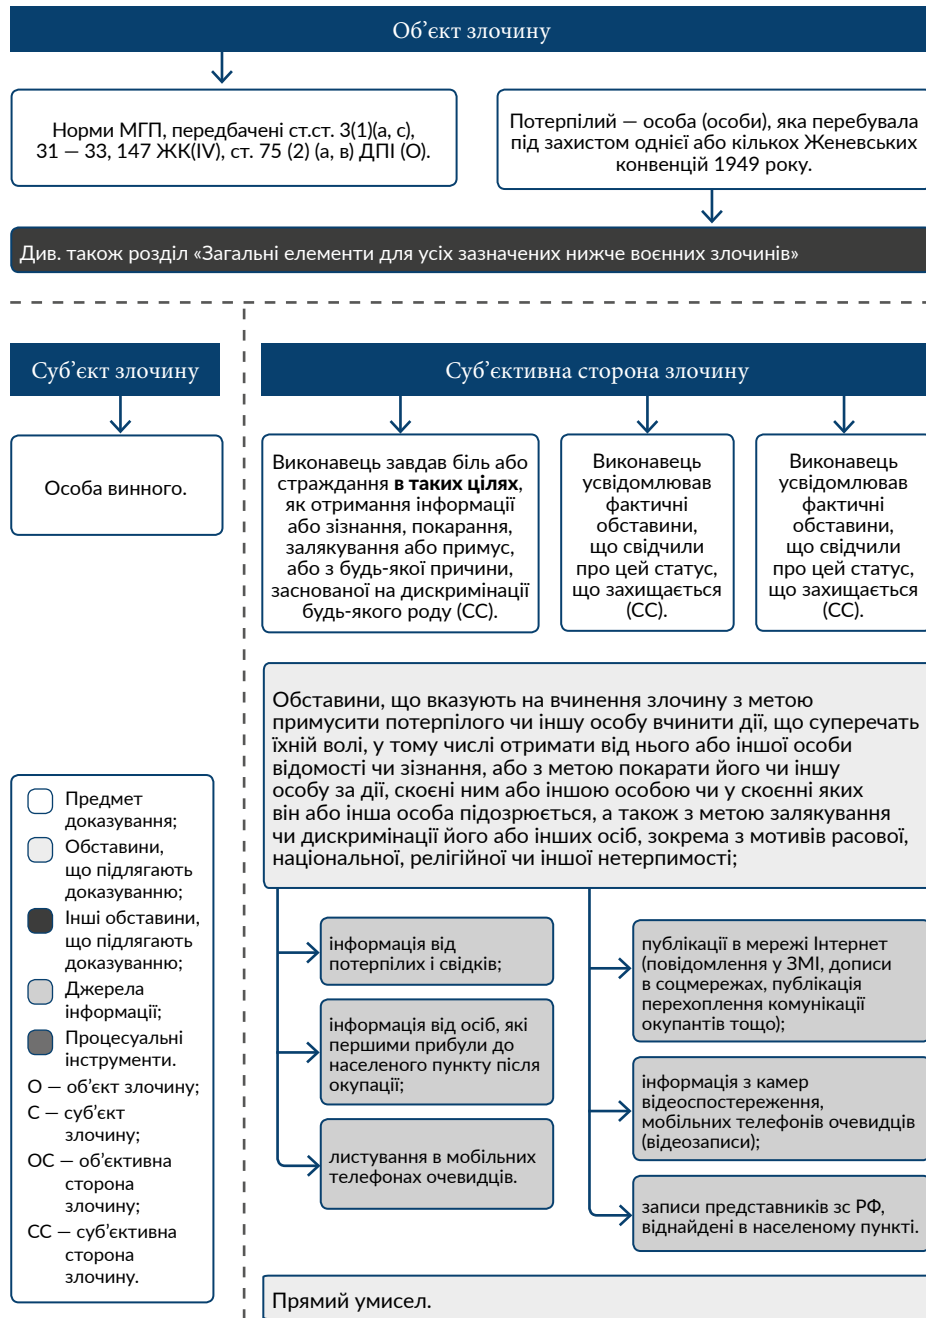 Об’єкт злочину
Норми МГП, передбачені ст.ст. 3(1)(а, с),
31 — 33, 147 ЖК(IV), ст. 75 (2) (а, в) ДПІ (О).
Потерпілий — особа (особи), яка перебувала
під захистом однієї або кількох Женевських
конвенцій 1949 року.
Див. також розділ «Загальні елементи для усіх зазначених нижче воєнних злочинів»
Суб’єкт злочину
Особа винного.
Суб’єктивна сторона злочину
Виконавець завдав біль або
страждання в таких цілях,
як отримання інформації
або зізнання, покарання,
залякування або примус,
або з будь-якої причини,
заснованої на дискримінації
будь-якого роду (СС).
Виконавець
усвідомлював
фактичні
обставини,
що свідчили
про цей статус,
що захищається
(СС).
Виконавець
усвідомлював
фактичні
обставини,
що свідчили
про цей статус,
що захищається
(СС).
Обставини, що вказують на вчинення злочину з метою
примусити потерпілого чи іншу особу вчинити дії, що суперечать
їхній волі, у тому числі отримати від нього або іншої особи
відомості чи зізнання, або з метою покарати його чи іншу
особу за дії, скоєні ним або іншою особою чи у скоєнні яких
він або інша особа підозрюється, а також з метою залякування
чи дискримінації його або інших осіб, зокрема з мотивів расової,
національної, релігійної чи іншої нетерпимості;
інформація від
потерпілих і свідків;
інформація від осіб, які
першими прибули до
населеного пункту після
окупації;
листування в мобільних
телефонах очевидців.
публікації в мережі Інтернет
(повідомлення у ЗМІ, дописи
в соцмережах, публікація
перехоплення комунікації
окупантів тощо);
інформація з камер
відеоспостереження,
мобільних телефонів очевидців
(відеозаписи);
записи представників зс РФ,
віднайдені в населеному пункті.
Прямий умисел.
Предмет
доказування;
Обставини,
що підлягають
доказуванню;
Інші обставини,
що підлягають
доказуванню;
Джерела
інформації;
Процесуальні
інструменти.
О — об’єкт злочину;
С — суб’єкт
злочину;
ОС — об’єктивна
сторона
злочину;
СС — суб’єктивна
сторона
злочину.